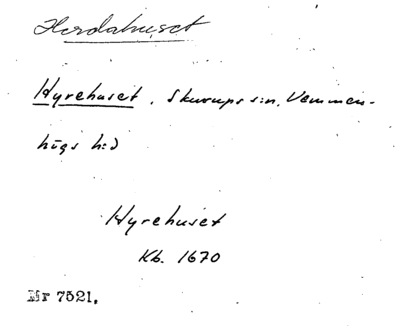 Herdahuset
Hyrehuset, Skurups s:n, Vemmen-
högs h:d
Hyrehuset
Kb. 1670
Nr 7521.